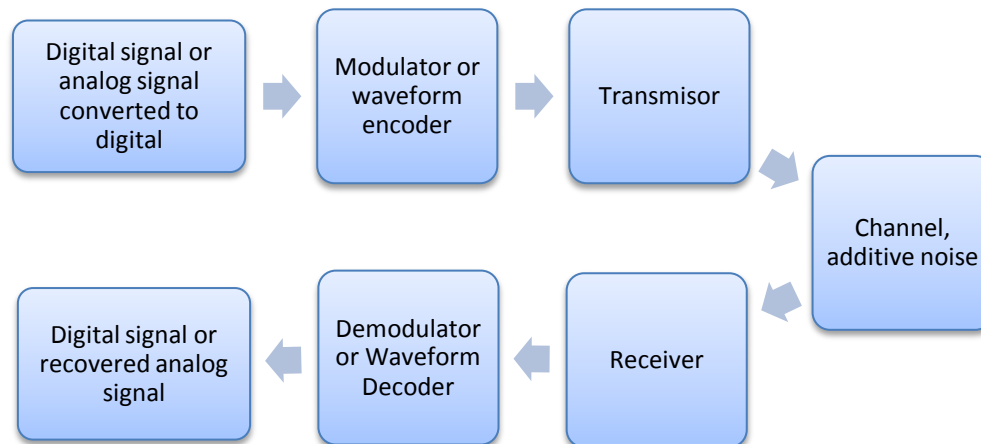 Digital signal or
analog signal
converted to
digital
Modulator or
waveform
encoder
Transmisor
Channel,
additive noise
Receiver
Demodulator
or Waveform
Decoder
Digital signal or
recovered analog
signal